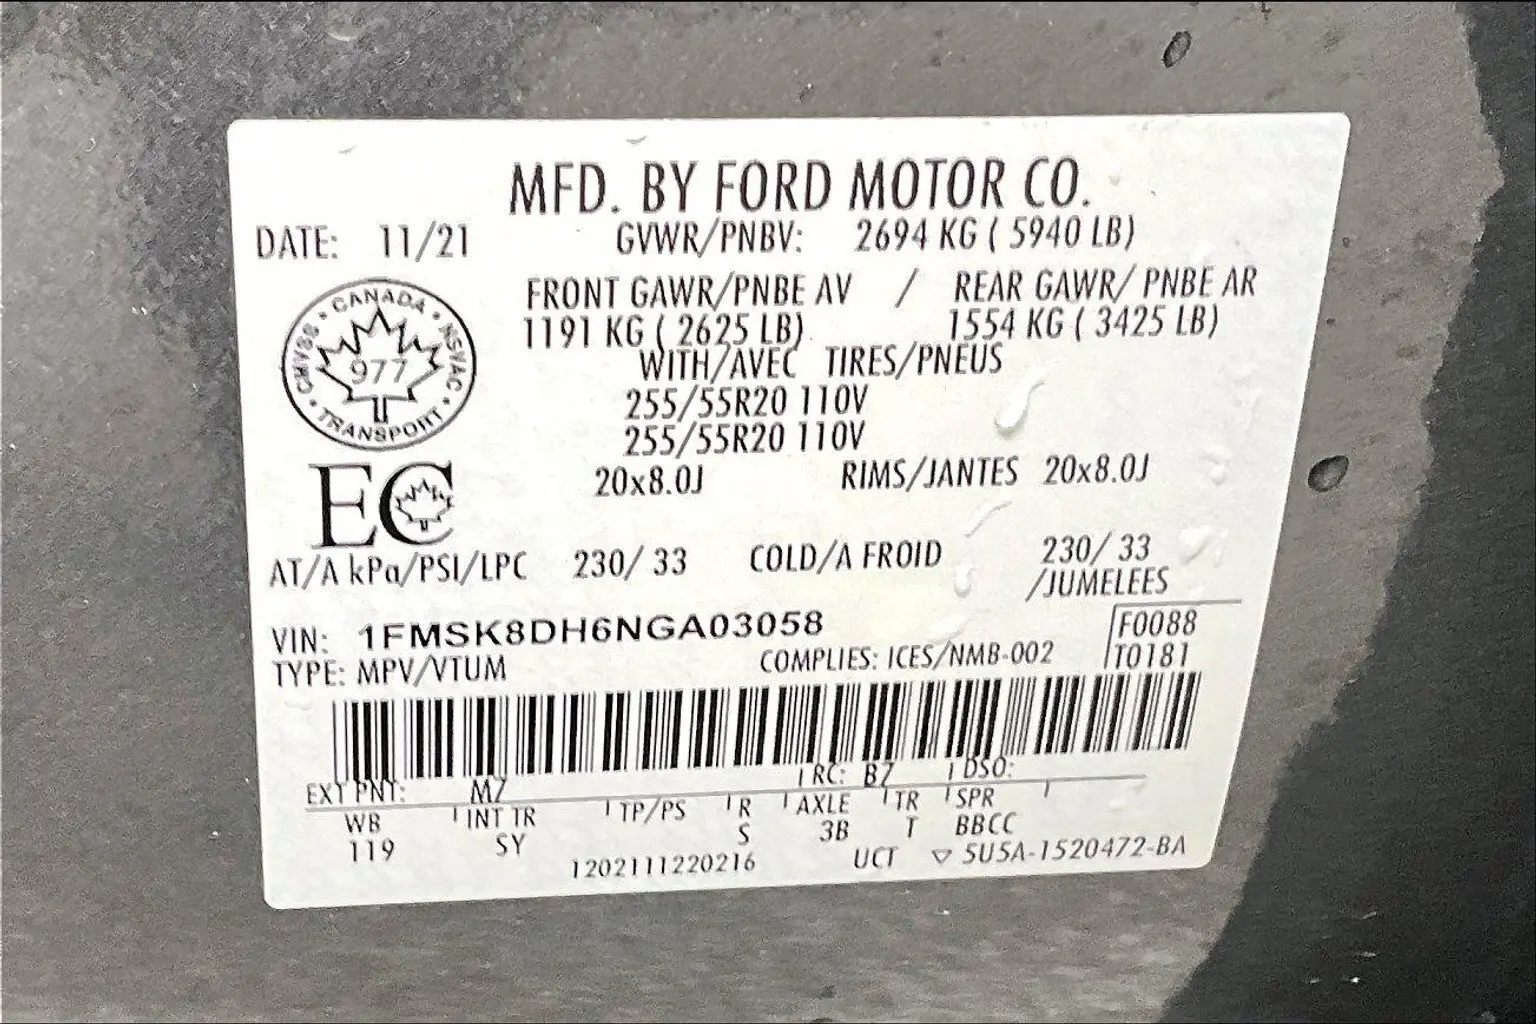 MFD. BY FORD MOTOR CO.
DATE: 11/21 GVWR/PNBV: 2694 KG ( 5940 LB)
FRONT GAWR/PNBE AV / REAR GAWR/ PNBE AR
1191 KG ( 2625 LB) 1554 KG ( 3425 LB)
WITH/AVEC TIRES/PNEUS
255/55R20 110V
255/55R20 110V
20x8.0J RIMS/JANTES 20x8.0J
CANADA
CMVSS NSVAC
977
TRANSPORT
EC
AT/A kPa/PSI/LPC 230/ 33 COLD/A FROID 230/ 33
/JUMELEES
VIN: 1FMSK8DH6NGA03058 F0088
TYPE: MPV/VTUM COMPLIES: ICES/NMB-002 T0181
EXT PNT: MZ RC: B7 DSO:
WB INT TR TP/PS R AXLE TR SPR
119 SY S 3B T BBCC
1202111220216 UCT ▽ 5U5A-1520472-BA